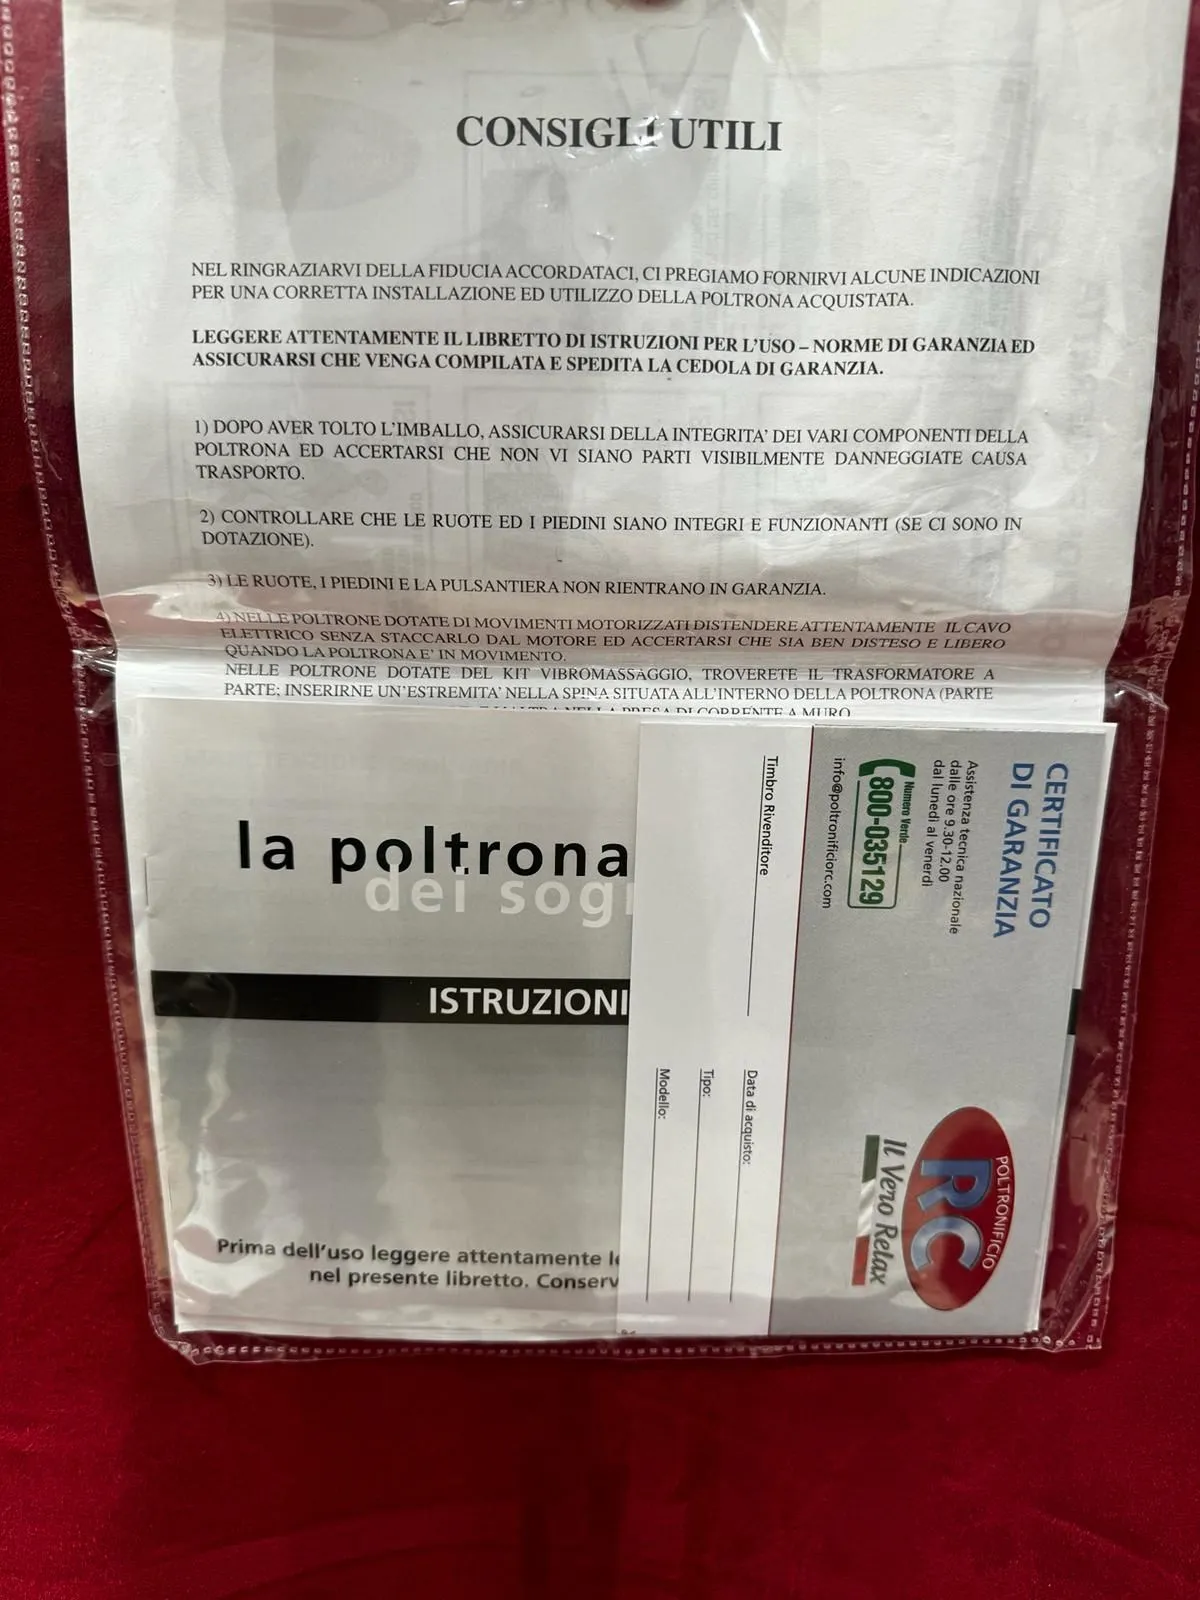 CONSIGLI UTILI
NEL RINGRAZIARVI DELLA FIDUCIA ACCORDATACI, CI PREGIAMO FORNIRVI ALCUNE INDICAZIONI
PER UNA CORRETTA INSTALLAZIONE ED UTILIZZO DELLA POLTRONA ACQUISTATA.
LEGGERE ATTENTAMENTE IL LIBRETTO DI ISTRUZIONI PER L'USO – NORME DI GARANZIA ED
ASSICURARSI CHE VENGA COMPILATA E SPEDITA LA CEDOLA DI GARANZIA.
1) DOPO AVER TOLTO L'IMBALLO, ASSICURARSI DELLA INTEGRITA' DEI VARI COMPONENTI DELLA
POLTRONA ED ACCERTARSI CHE NON VI SIANO PARTI VISIBILMENTE DANNEGGIATE CAUSA
TRASPORTO.
2) CONTROLLARE CHE LE RUOTE ED I PIEDINI SIANO INTEGRI E FUNZIONANTI (SE CI SONO IN
DOTAZIONE).
3) LE RUOTE, I PIEDINI E LA PULSANTIERA NON RIENTRANO IN GARANZIA.
4) NELLE POLTRONE DOTATE DI MOVIMENTI MOTORIZZATI DISTENDERE ATTENTAMENTE IL CAVO
ELETTRICO SENZA STACCARLO DAL MOTORE ED ACCERTARSI CHE SIA BEN DISTESO E LIBERO
QUANDO LA POLTRONA E' IN MOVIMENTO.
NELLE POLTRONE DOTATE DEL KIT VIBROMASSAGGIO, TROVERETE IL TRASFORMATORE A
PARTE; INSERIRNE UN'ESTREMITA' NELLA SPINA SITUATA ALL'INTERNO DELLA POLTRONA (PARTE
NELLA PRESA DI CORRENTE A MURO
la poltrona
dei sogn
ISTRUZIONI
Prima dell'uso leggere attentamente le
nel presente libretto. Conserv
CERTIFICATO
DI GARANZIA
Assistenza tecnica nazionale
dalle ore 9.30-12.00
dal lunedì al venerdì
Numero Verde
800-035129
info@poltronificiorc.com
POLTRONIFICIO
RC
Il Vero Relax
Timbro Rivenditore
Data di acquisto:
Tipo:
Modello: